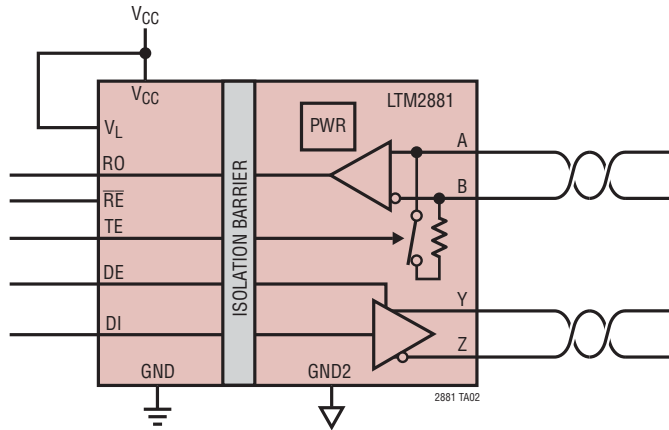 VCC
VCC
LTM2881
PWR
VL
A
RO
B
RE
TE
ISOLATION BARRIER
DE
Y
DI
Z
GND
GND2
2881 TA02